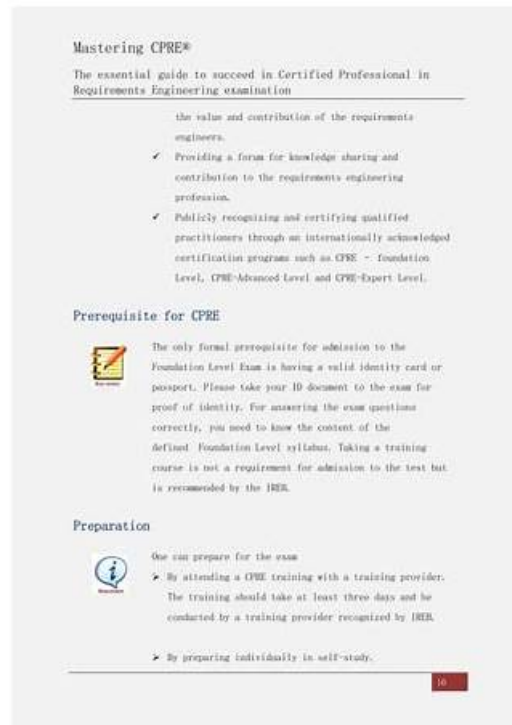 Mastering CPRE®
The essential guide to succeed in Certified Professional in
Requirements Engineering examination
the value and contribution of the requirements
engineers.
✓ Providing a forum for knowledge sharing and
contribution to the requirements engineering
profession.
✓ Publicly recognizing and certifying qualified
practitioners through an internationally acknowledged
certification programs such as CPRE - foundation
Level, CPRE-Advanced Level and CPRE-Expert Level.
Prerequisite for CPRE
The only formal prerequisite for admission to the
Foundation Level Exam is having a valid identity card or
passport. Please take your ID document to the exam for
proof of identity. For answering the exam questions
correctly, you need to know the content of the
defined Foundation Level syllabus. Taking a training
course is not a requirement for admission to the test but
is recommended by the IREB.
Preparation
One can prepare for the exam
➢ By attending a CPRE training with a training provider.
The training should take at least three days and be
conducted by a training provider recognized by IREB.
➢ By preparing individually in self-study.
10